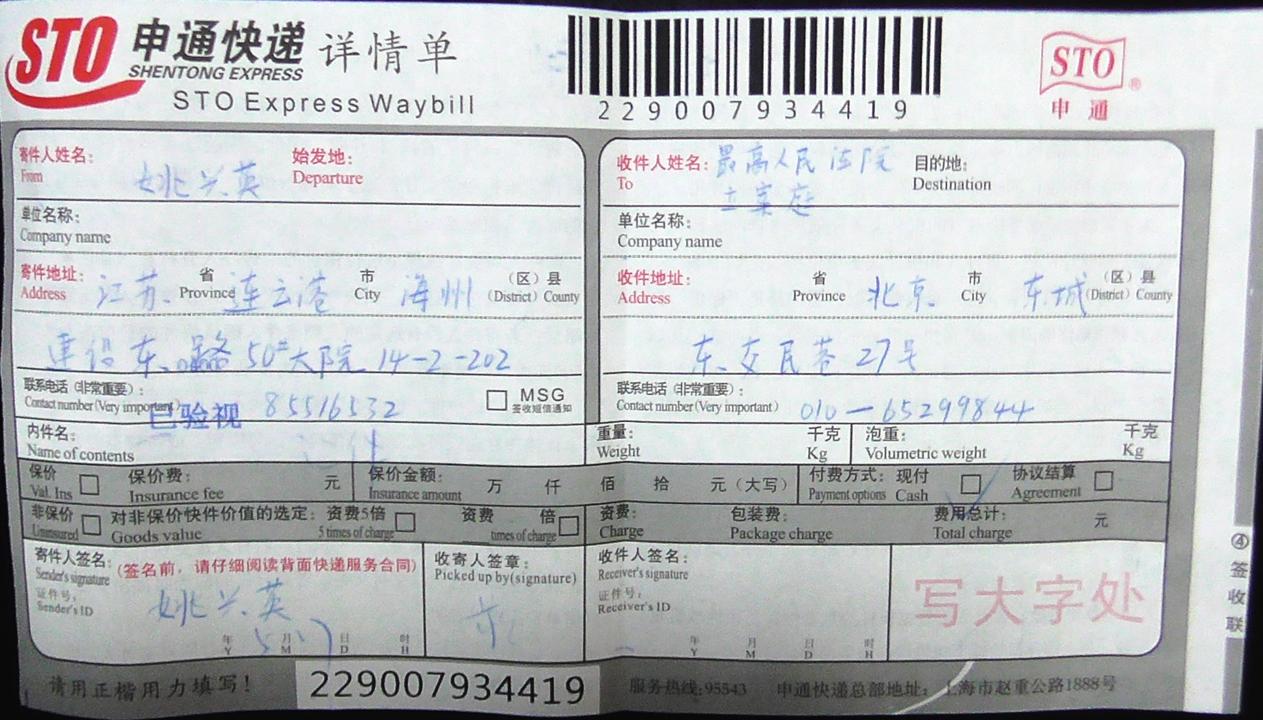 STO 申通快递 详情单
SHENTONG EXPRESS
STO Express Waybill
229007934419
STO ®
申通
寄件人姓名: 姚兴英 始发地:
From Departure
单位名称:
Company name
寄件地址: 江苏 省 连云港 市 海州 (区)县
Address Province City (District) County
建设东路50#大院14-2-202
联系电话(非常重要): 85516532 MSG
Contact number(Very important) 签收短信通知
已验视
收件人姓名: 最高人民法院 目的地:
To 立案庭 Destination
单位名称:
Company name
收件地址: 省 北京 市 东城 (区)县
Address Province City (District) County
东交民巷27号
联系电话(非常重要):
Contact number(Very important) 010-65299844
内件名:
Name of contents
重量: 千克 泡重: 千克
Weight Kg Volumetric weight Kg
保价 保价费: 元 保价金额: 万 仟 佰 拾 元(大写) 付费方式: 现付 协议结算
Val. Ins Insurance fee Insurance amount Payment options Cash Agreement
非保价 对非保价快件价值的选定: 资费5倍 资费 倍 资费: 包装费: 费用总计: 元
Uninsured Goods value 5 times of charge times of charge Charge Package charge Total charge
寄件人签名: (签名前,请仔细阅读背面快递服务合同)
Sender's signature
证件号: 姚兴英
Sender's ID
年 月 日 时
Y M D H
收寄人签章:
Picked up by(signature)
收件人签名:
Receiver's signature
证件号:
Receiver's ID
年 月 日 时
Y M D H
写大字处
④签收联
请用正楷用力填写! 229007934419 服务热线:95543 申通快递总部地址:上海市赵重公路1888号